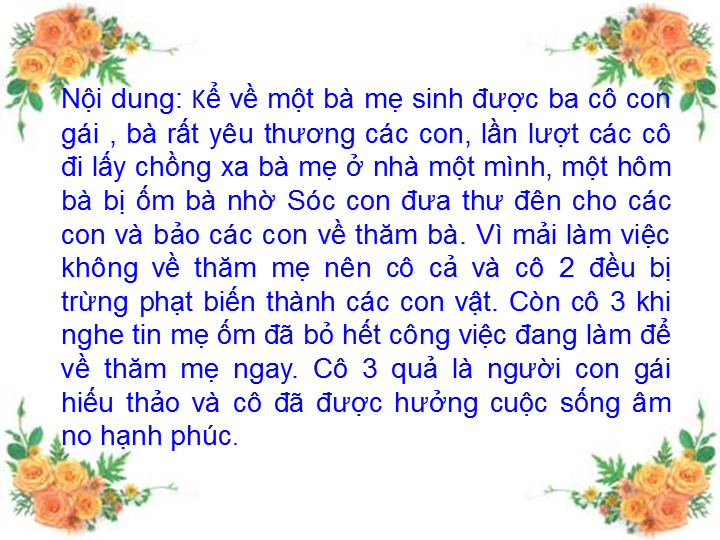 Nội dung: Kể về một bà mẹ sinh được ba cô con
gái , bà rất yêu thương các con, lần lượt các cô
đi lấy chồng xa bà mẹ ở nhà một mình, một hôm
bà bị ốm bà nhờ Sóc con đưa thư đên cho các
con và bảo các con về thăm bà. Vì mải làm việc
không về thăm mẹ nên cô cả và cô 2 đều bị
trừng phạt biến thành các con vật. Còn cô 3 khi
nghe tin mẹ ốm đã bỏ hết công việc đang làm để
về thăm mẹ ngay. Cô 3 quả là người con gái
hiếu thảo và cô đã được hưởng cuộc sống âm
no hạnh phúc.